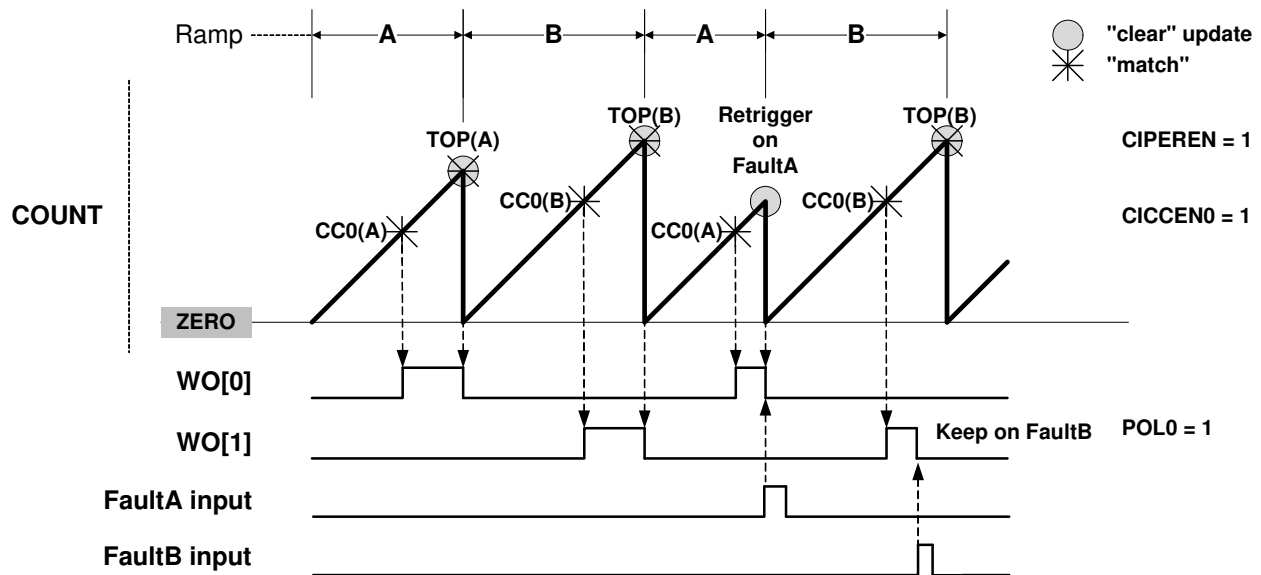 Ramp A B A B
"clear" update
"match"
TOP(A)
TOP(B)
Retrigger
on
FaultA
TOP(B)
CIPEREN = 1
COUNT
CC0(A)
CC0(B)
CC0(A)
CC0(B)
CICCEN0 = 1
ZERO
WO[0]
WO[1]
Keep on FaultB
POL0 = 1
FaultA input
FaultB input